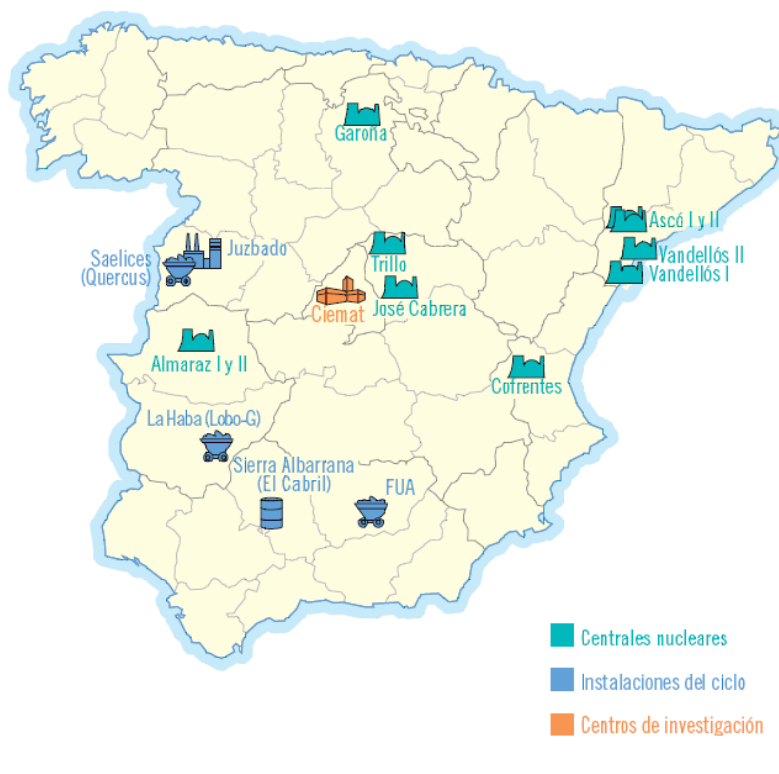 Garoña
Ascó I y II
Juzbado
Vandellós II
Saelices
(Quercus)
Trillo
Vandellós I
Ciemat
José Cabrera
Almaraz I y II
Cofrentes
La Haba (Lobo-G)
Sierra Albarrana
(El Cabril)
FUA
Centrales nucleares
Instalaciones del ciclo
Centros de investigación